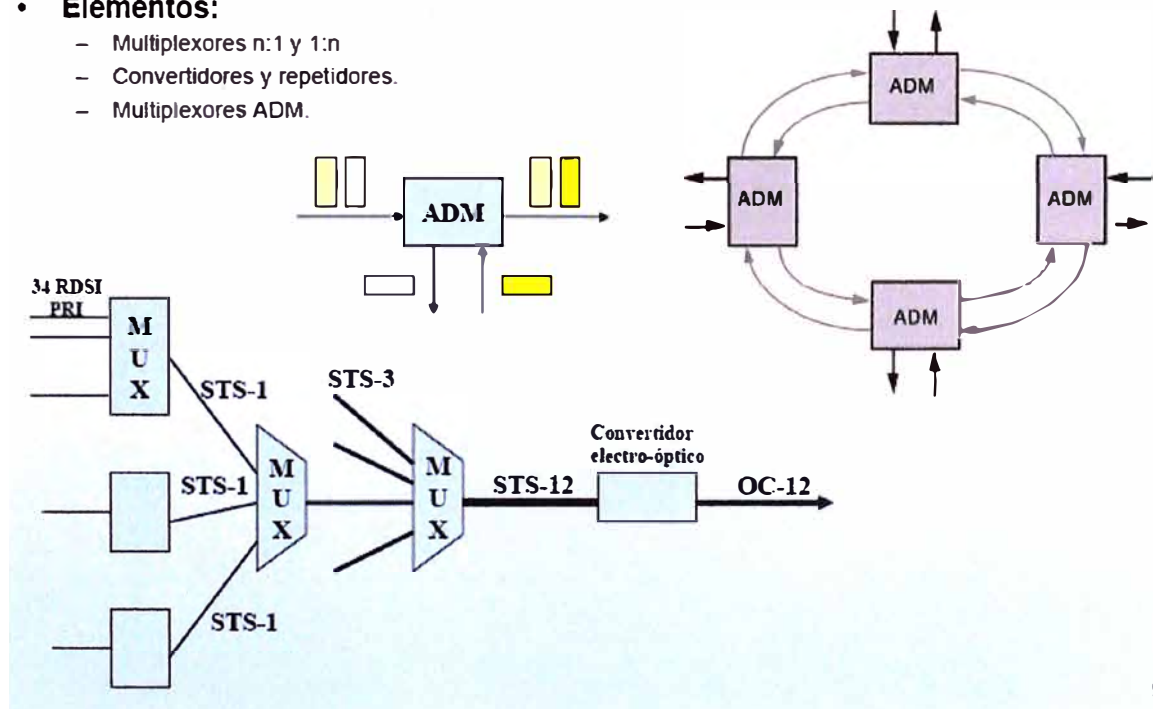 • Elementos:
– Multiplexores n:1 y 1:n
– Convertidores y repetidores.
– Multiplexores ADM.
ADM
ADM
ADM
ADM
ADM
34 RDSI
PRI
M
U
X
STS-1
STS-3
STS-1
M
U
X
M
U
X
STS-12
Convertidor
electro-óptico
OC-12
STS-1